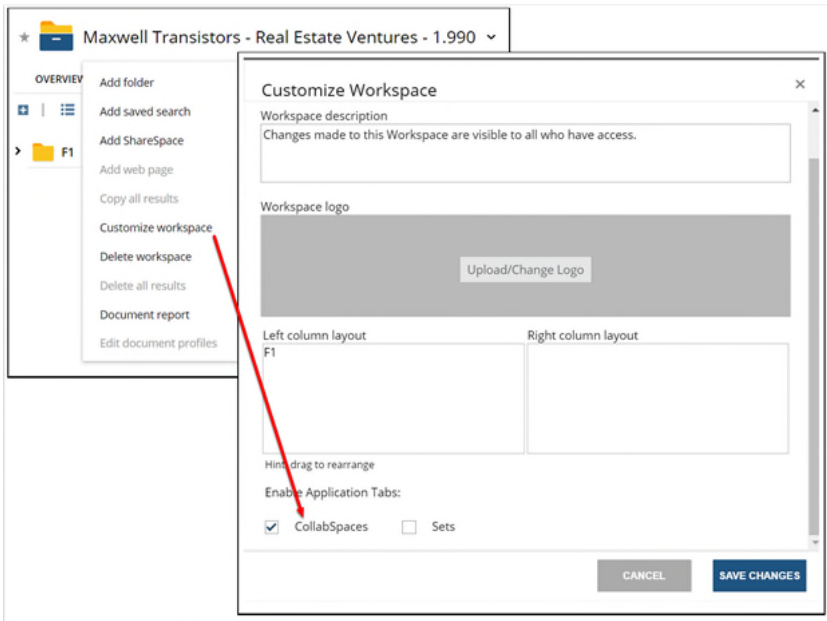 Maxwell Transistors - Real Estate Ventures - 1.990
OVERVIEW
F1
Add folder
Add saved search
Add ShareSpace
Add web page
Copy all results
Customize workspace
Delete workspace
Delete all results
Document report
Edit document profiles
Customize Workspace
Workspace description
Changes made to this Workspace are visible to all who have access.
Workspace logo
Upload/Change Logo
Left column layout
Right column layout
F1
Hint: drag to rearrange
Enable Application Tabs:
CollabSpaces
Sets
CANCEL
SAVE CHANGES